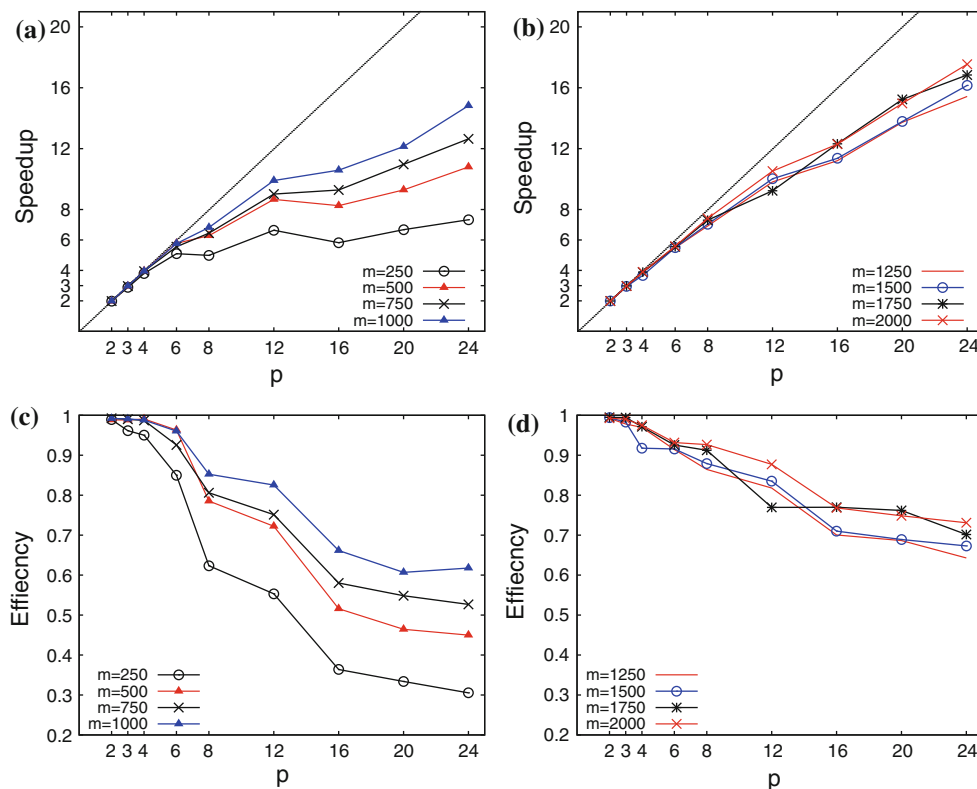 (a)
Speedup
20
16
12
8
6
4
3
2
2 3 4 6 8 12 16 20 24
p
m=250
m=500
m=750
m=1000
(b)
Speedup
20
16
12
8
6
4
3
2
2 3 4 6 8 12 16 20 24
p
m=1250
m=1500
m=1750
m=2000
(c)
Effiecncy
1
0.9
0.8
0.7
0.6
0.5
0.4
0.3
0.2
2 3 4 6 8 12 16 20 24
p
m=250
m=500
m=750
m=1000
(d)
Effiecncy
1
0.9
0.8
0.7
0.6
0.5
0.4
0.3
0.2
2 3 4 6 8 12 16 20 24
p
m=1250
m=1500
m=1750
m=2000